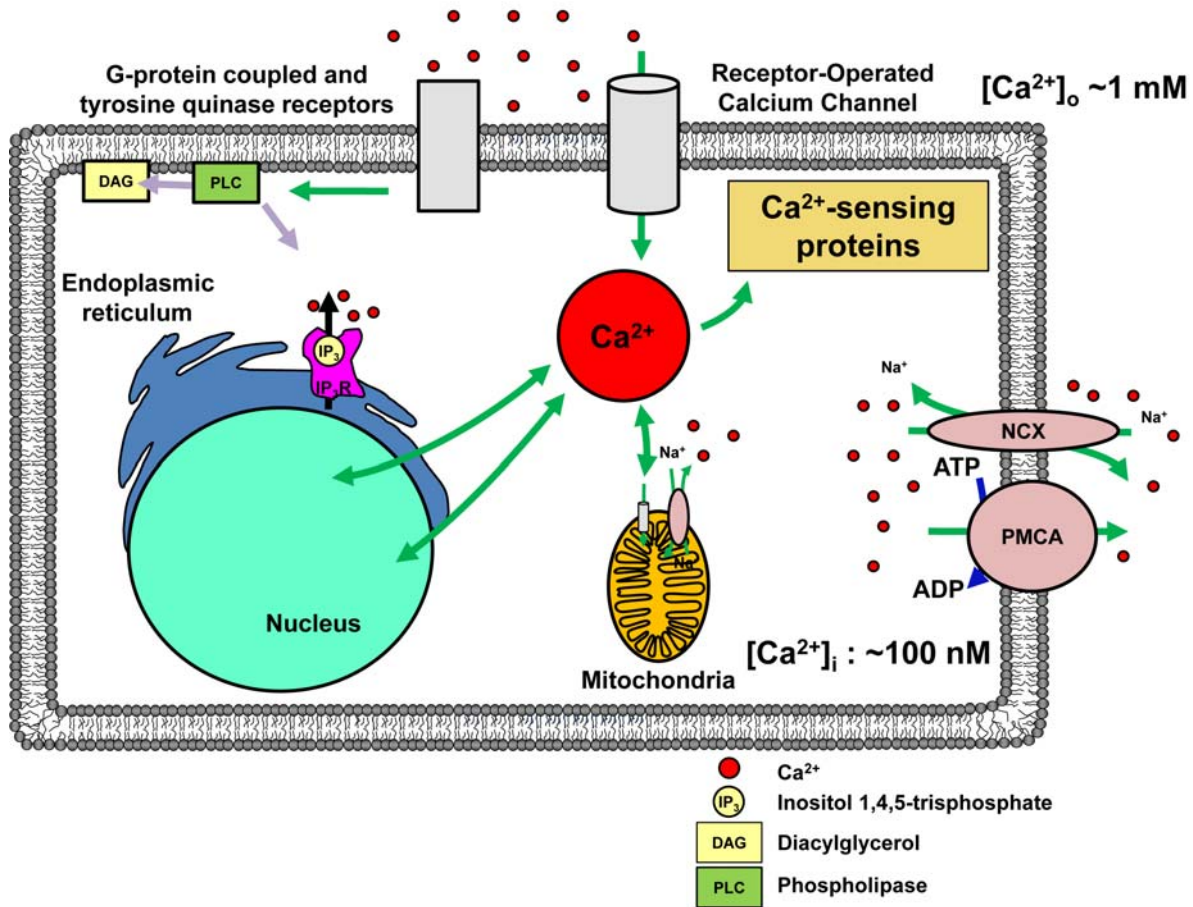 G-protein coupled and
tyrosine quinase receptors
Receptor-Operated
Calcium Channel
[Ca²⁺]ₒ ~1 mM
DAG
PLC
Ca²⁺-sensing
proteins
Endoplasmic
reticulum
IP₃
IP₃R
Ca²⁺
Na⁺
Na⁺
NCX
Na⁺
ATP
PMCA
ADP
Na⁺
Nucleus
[Ca²⁺]ᵢ : ~100 nM
Mitochondria
Ca²⁺
IP₃ Inositol 1,4,5-trisphosphate
DAG Diacylglycerol
PLC Phospholipase